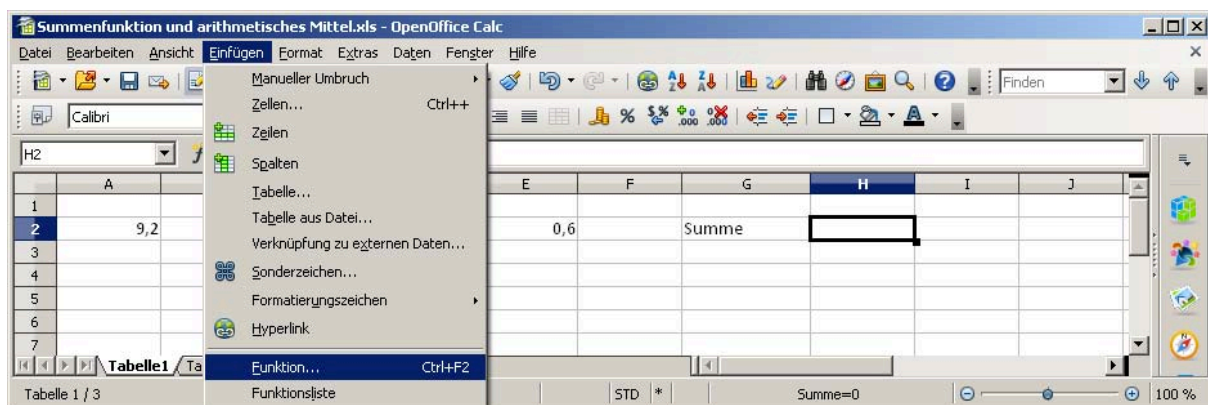 Summenfunktion und arithmetisches Mittel.xls - OpenOffice Calc
Datei Bearbeiten Ansicht Einfügen Format Extras Daten Fenster Hilfe
Manueller Umbruch
Finden
Zellen... Ctrl++
Calibri
Zeilen
H2
Spalten
A E F G H I J
Tabelle...
1
Tabelle aus Datei...
2 9,2 0,6 Summe
Verknüpfung zu externen Daten...
3
4 Sonderzeichen...
5 Formatierungszeichen
6 Hyperlink
7
Tabelle1 Ta Funktion... Ctrl+F2
Tabelle 1 / 3 Funktionsliste STD * Summe=0 100 %